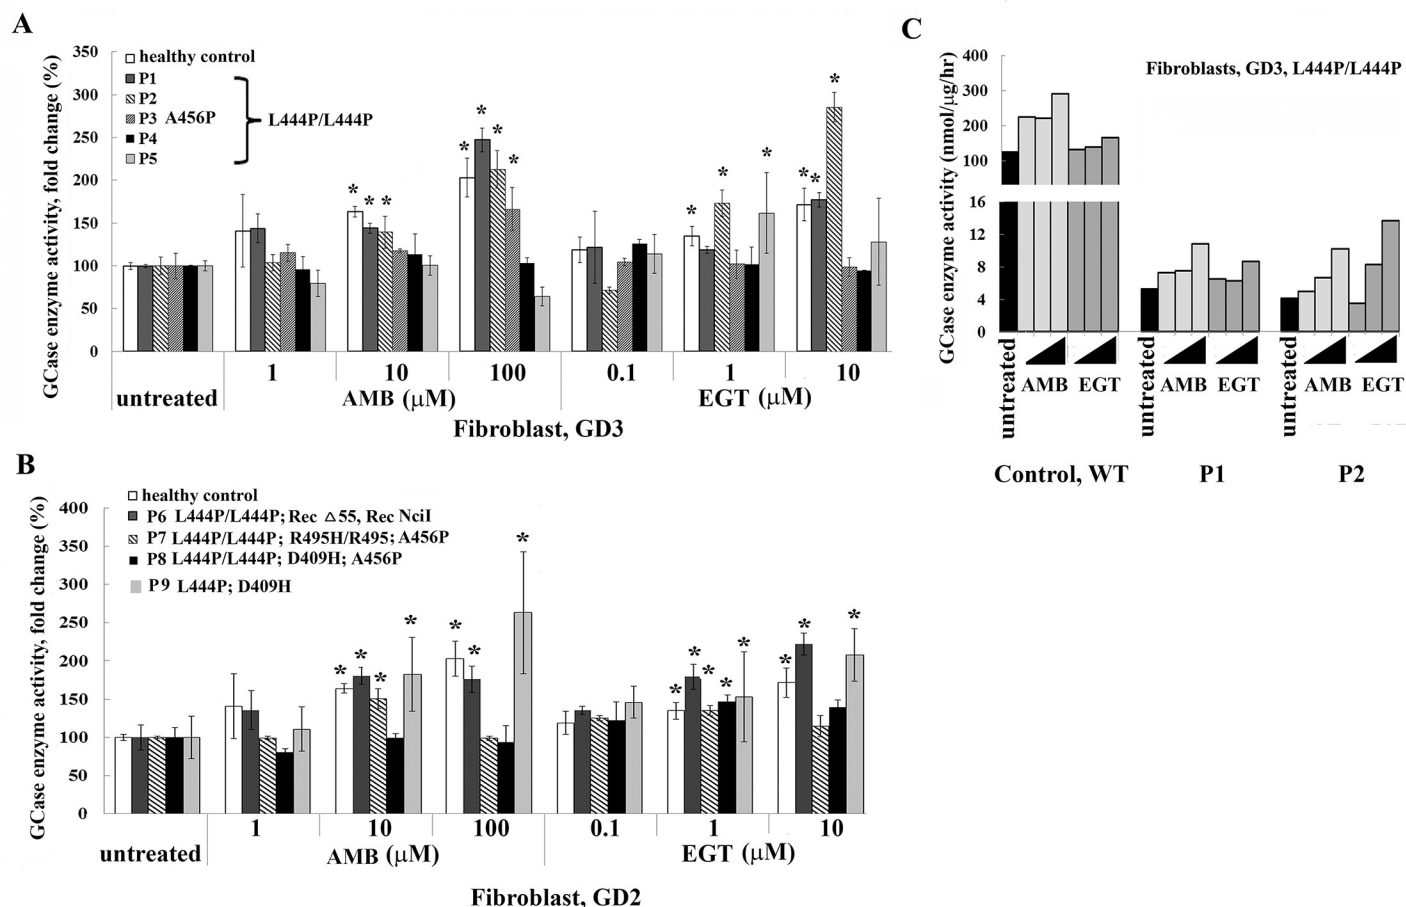 A
GCase enzyme activity, fold change (%)
350
300
250
200
150
100
50
0
healthy control
P1
P2
P3 A456P
P4
P5
L444P/L444P
* * * * * * * * * * * * *
1 10 100 0.1 1 10
untreated AMB (μM) EGT (μM)
Fibroblast, GD3
B
GCase enzyme activity, fold change (%)
400
350
300
250
200
150
100
50
0
healthy control
P6 L444P/L444P; Rec △55, Rec NciI
P7 L444P/L444P; R495H/R495; A456P
P8 L444P/L444P; D409H; A456P
P9 L444P; D409H
* * * * * * * * * * * * * * *
1 10 100 0.1 1 10
untreated AMB (μM) EGT (μM)
Fibroblast, GD2
C
GCase enzyme activity (nmol/μg/hr)
400
300
200
100
16
12
8
4
0
Fibroblasts, GD3, L444P/L444P
untreated AMB EGT untreated AMB EGT untreated AMB EGT
Control, WT P1 P2